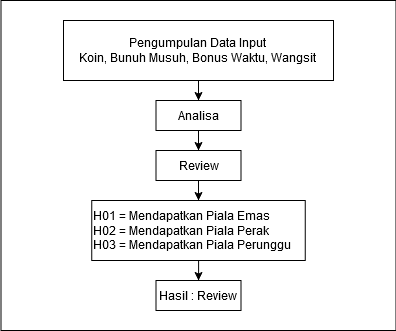 Pengumpulan Data Input
Koin, Bunuh Musuh, Bonus Waktu, Wangsit
Analisa
Review
H01 = Mendapatkan Piala Emas
H02 = Mendapatkan Piala Perak
H03 = Mendapatkan Piala Perunggu
Hasil : Review